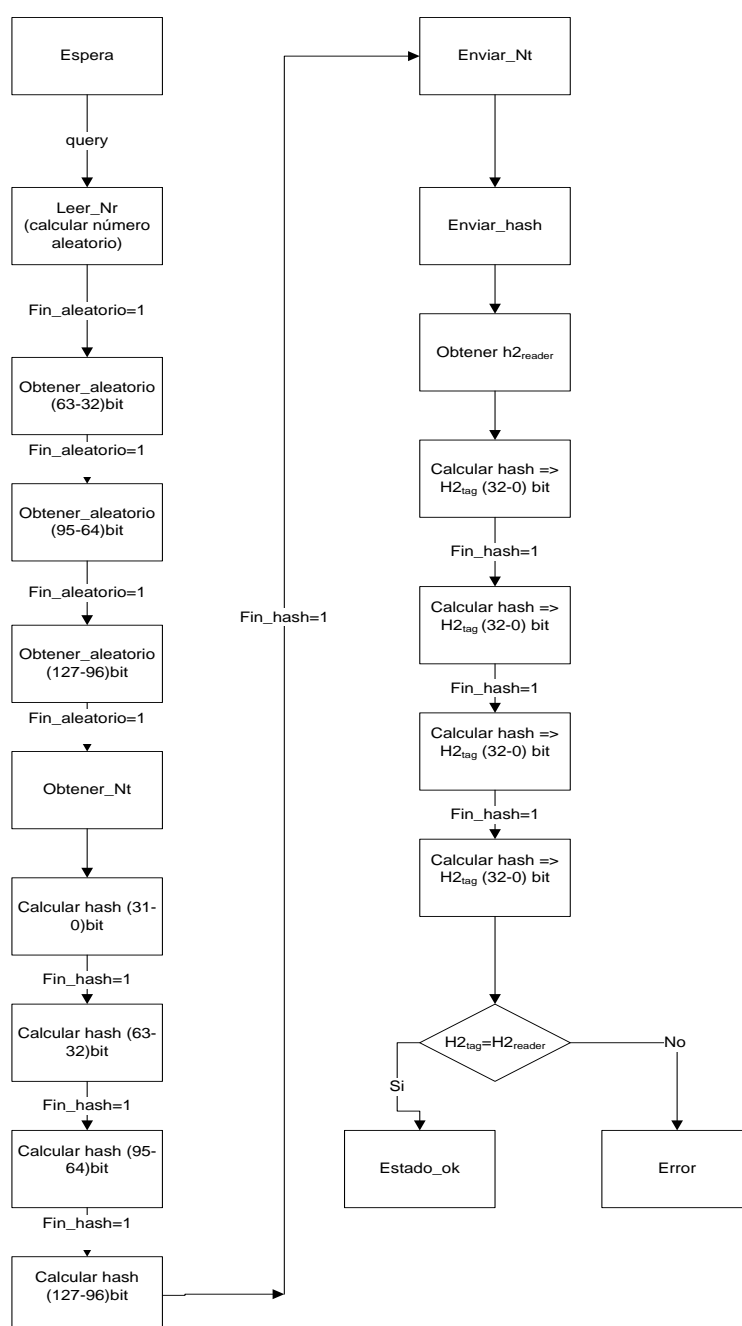 Espera
query
Leer_Nr
(calcular número
aleatorio)
Fin_aleatorio=1
Obtener_aleatorio
(63-32)bit
Fin_aleatorio=1
Obtener_aleatorio
(95-64)bit
Fin_aleatorio=1
Obtener_aleatorio
(127-96)bit
Fin_aleatorio=1
Obtener_Nt
Calcular hash (31-
0)bit
Fin_hash=1
Calcular hash (63-
32)bit
Fin_hash=1
Calcular hash (95-
64)bit
Fin_hash=1
Calcular hash
(127-96)bit
Fin_hash=1
Enviar_Nt
Enviar_hash
Obtener h2reader
Calcular hash =>
H2tag (32-0) bit
Fin_hash=1
Calcular hash =>
H2tag (32-0) bit
Fin_hash=1
Calcular hash =>
H2tag (32-0) bit
Fin_hash=1
Calcular hash =>
H2tag (32-0) bit
H2tag=H2reader
No
Si
Estado_ok
Error